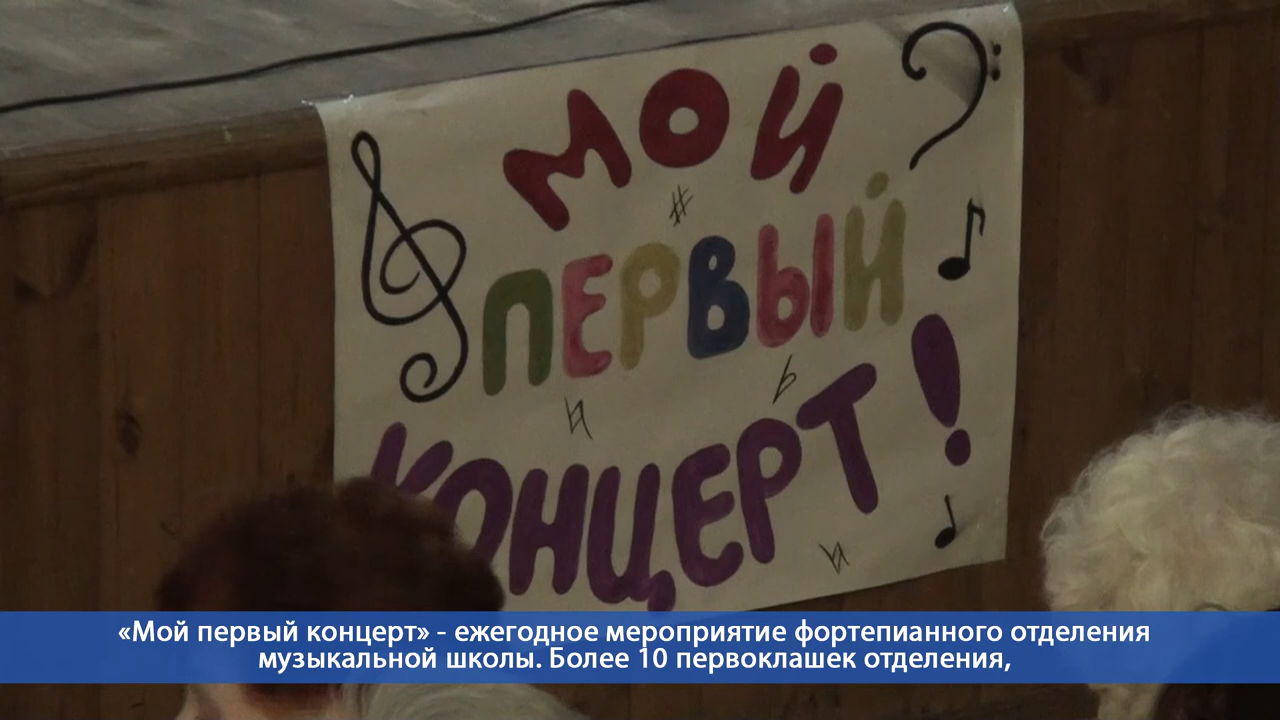 МОЙ
ПЕРВЫЙ
КОНЦЕРТ!
«Мой первый концерт» - ежегодное мероприятие фортепианного отделения
музыкальной школы. Более 10 первоклашек отделения,